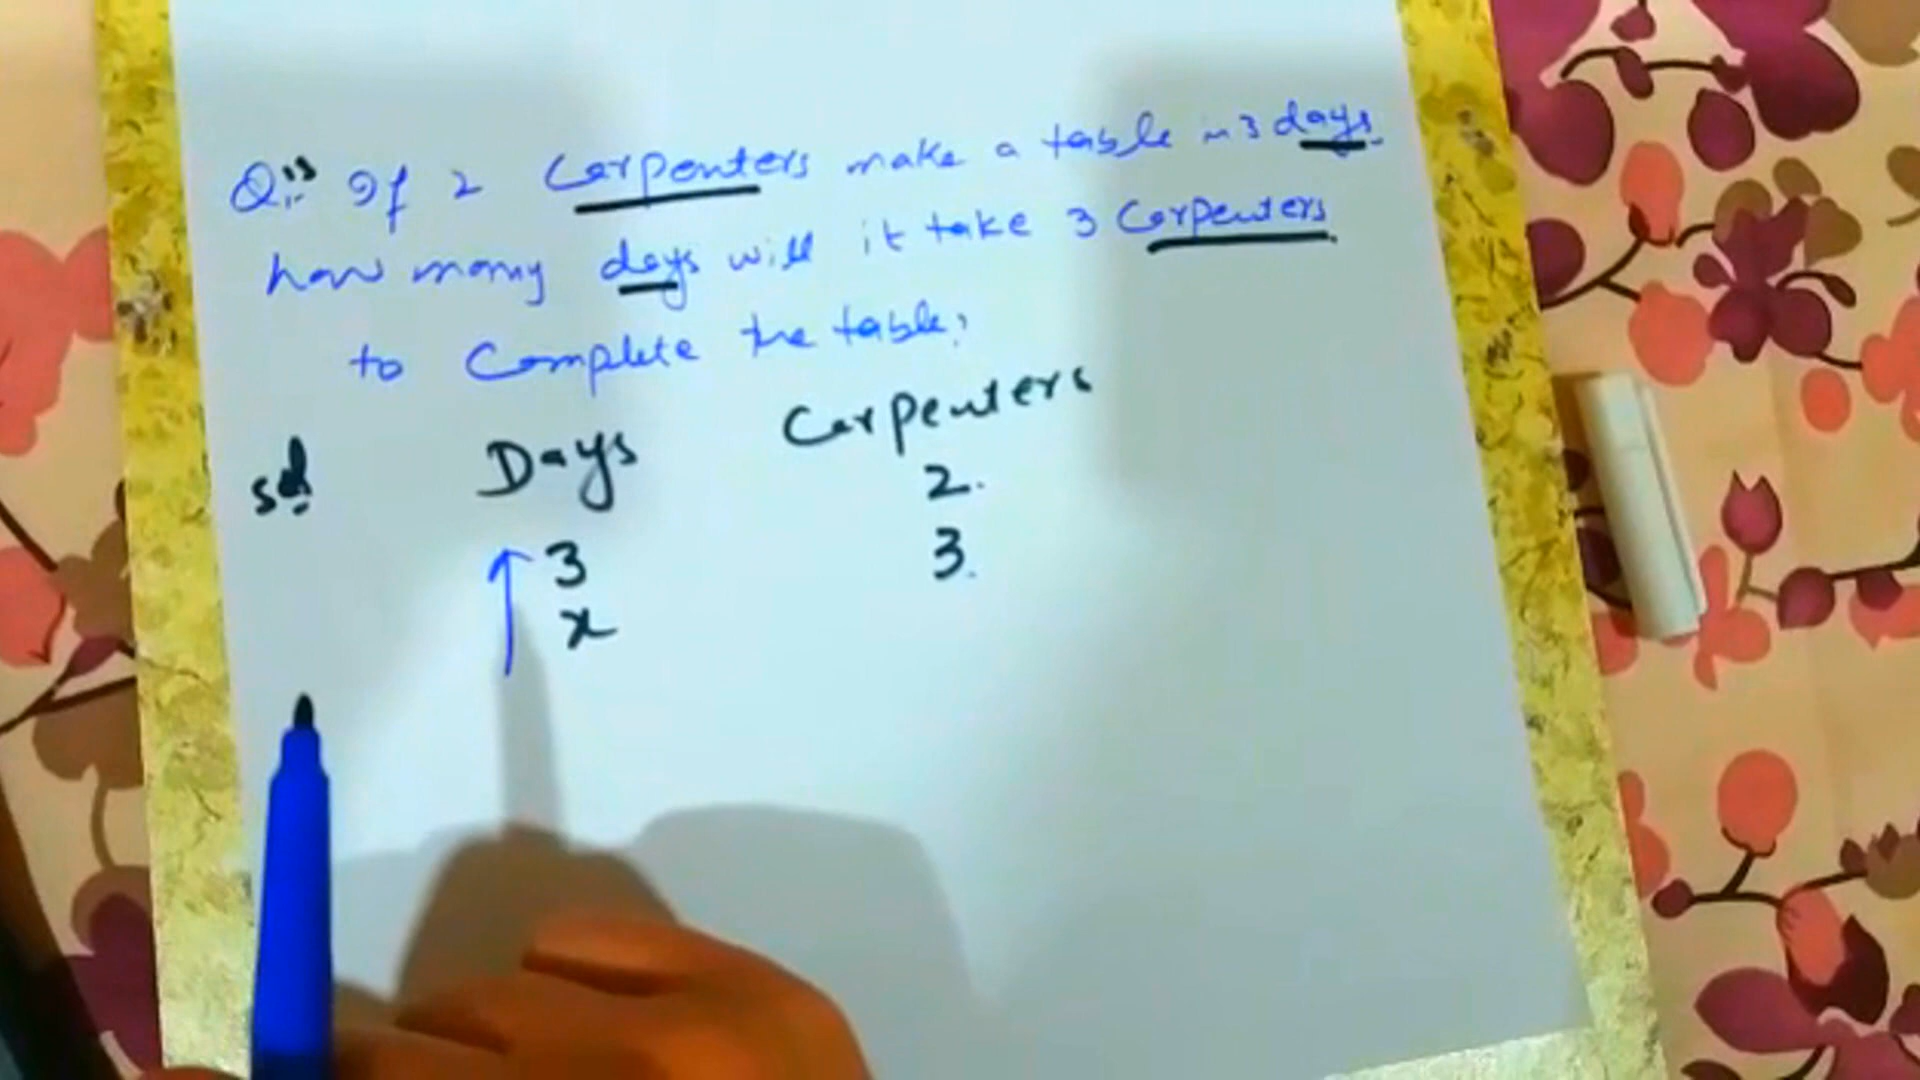 Q:- If 2 Carpenters make a table in 3 days.
how many days will it take 3 Carpenters
to Complete the table?
Sol Days Carpenters
3 2.
x 3.